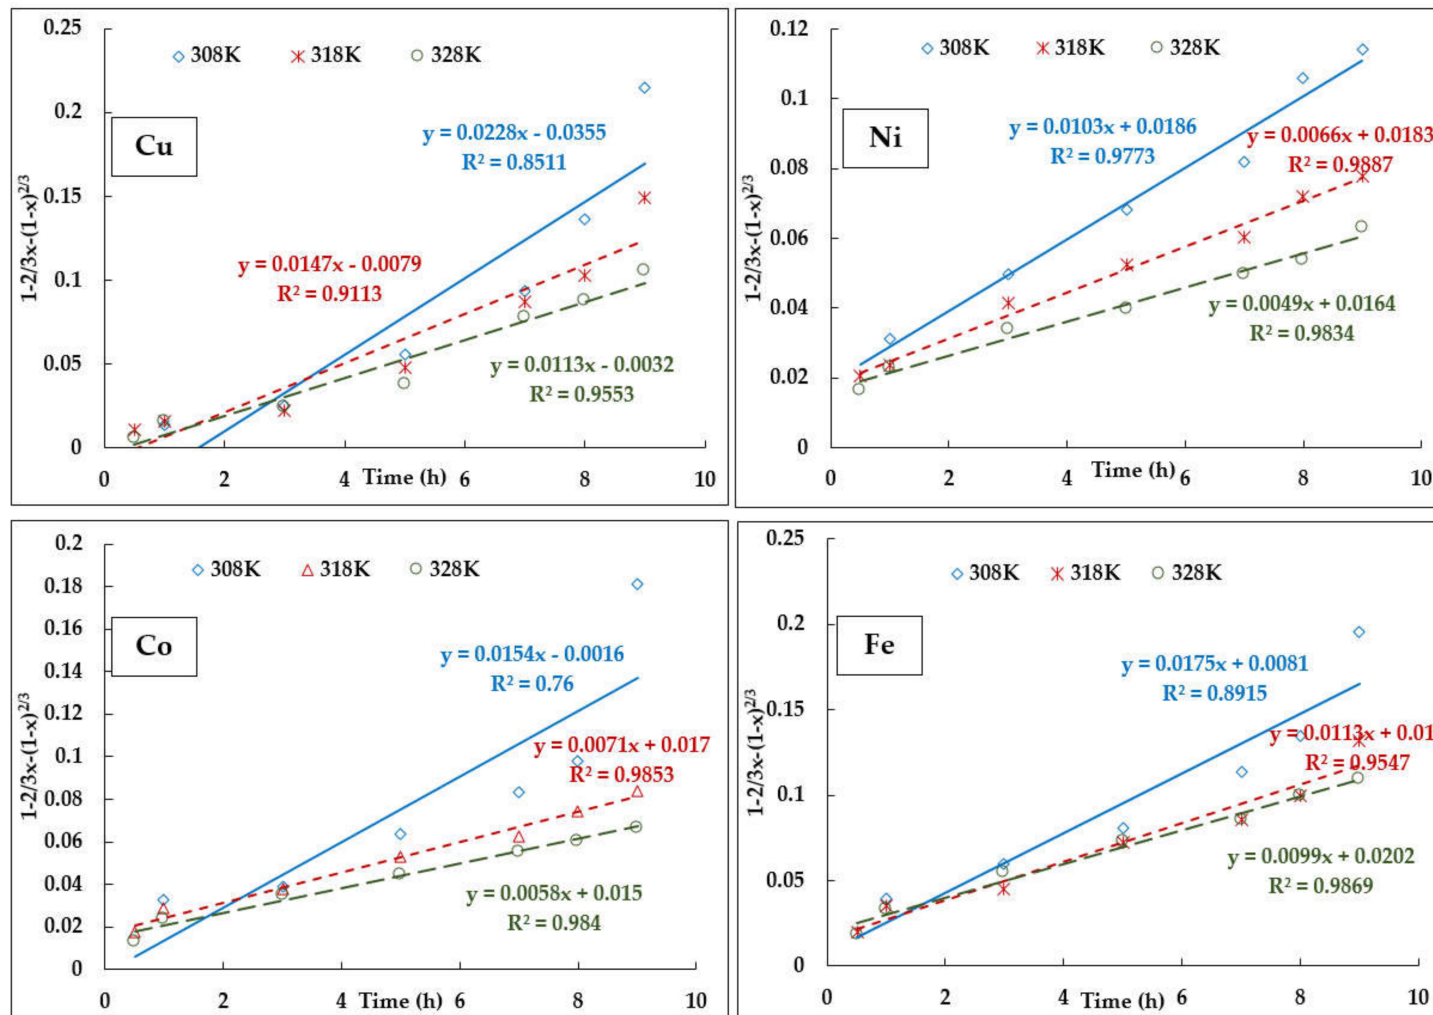 0.25
308K 318K 328K
0.2
Cu
y = 0.0228x - 0.0355
R² = 0.8511
0.15
1-2/3x-(1-x)^2/3
y = 0.0147x - 0.0079
R² = 0.9113
0.1
y = 0.0113x - 0.0032
R² = 0.9553
0.05
0
0 2 4 Time (h) 6 8 10
0.12
308K 318K 328K
0.1
Ni
y = 0.0103x + 0.0186
R² = 0.9773
y = 0.0066x + 0.0183
R² = 0.9887
0.08
1-2/3x-(1-x)^2/3
0.06
y = 0.0049x + 0.0164
R² = 0.9834
0.04
0.02
0
0 2 4 Time (h) 6 8 10
0.2
308K 318K 328K
0.18
0.16
Co
y = 0.0154x - 0.0016
R² = 0.76
0.14
0.12
1-2/3x-(1-x)^2/3
0.1
y = 0.0071x + 0.017
R² = 0.9853
0.08
0.06
y = 0.0058x + 0.015
R² = 0.984
0.04
0.02
0
0 2 4 Time (h) 6 8 10
0.25
308K 318K 328K
0.2
Fe
y = 0.0175x + 0.0081
R² = 0.8915
0.15
1-2/3x-(1-x)^2/3
y = 0.0113x + 0.01
R² = 0.9547
0.1
y = 0.0099x + 0.0202
R² = 0.9869
0.05
0
0 2 4 Time (h) 6 8 10